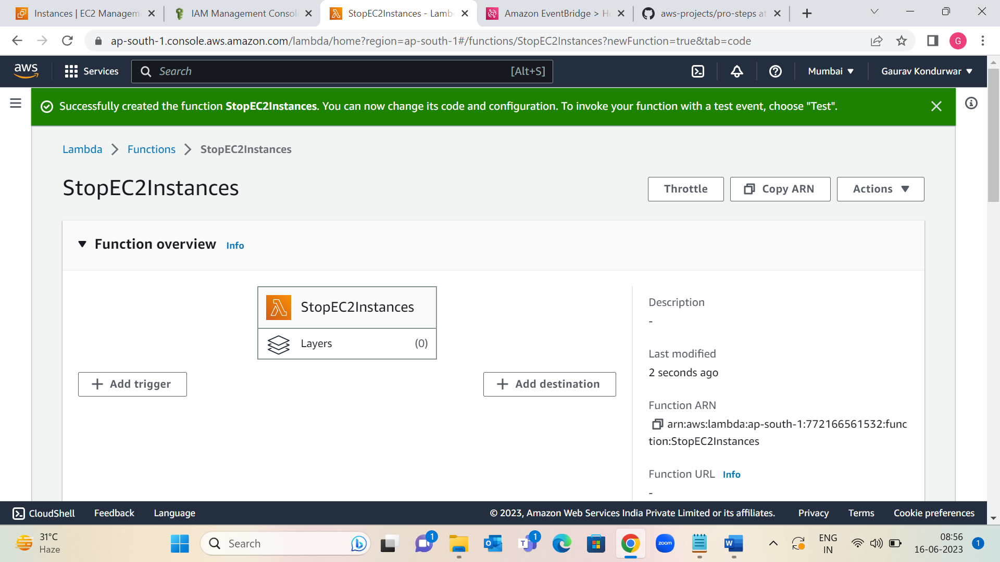 Instances | EC2 Managem
IAM Management Consol
StopEC2Instances - Lamb
Amazon EventBridge > H
aws-projects/pro-steps at
ap-south-1.console.aws.amazon.com/lambda/home?region=ap-south-1#/functions/StopEC2Instances?newFunction=true&tab=code
G
aws
Services
Search
[Alt+S]
Mumbai
Gaurav Kondurwar
Successfully created the function StopEC2Instances. You can now change its code and configuration. To invoke your function with a test event, choose "Test".
Lambda
Functions
StopEC2Instances
StopEC2Instances
Throttle
Copy ARN
Actions
Function overview Info
StopEC2Instances
Layers (0)
Add trigger
Add destination
Description
-
Last modified
2 seconds ago
Function ARN
arn:aws:lambda:ap-south-1:772166561532:func
tion:StopEC2Instances
Function URL Info
-
CloudShell
Feedback
Language
© 2023, Amazon Web Services India Private Limited or its affiliates.
Privacy
Terms
Cookie preferences
31°C
Haze
Search
1
1
zoom
ENG
IN
08:56
16-06-2023
1